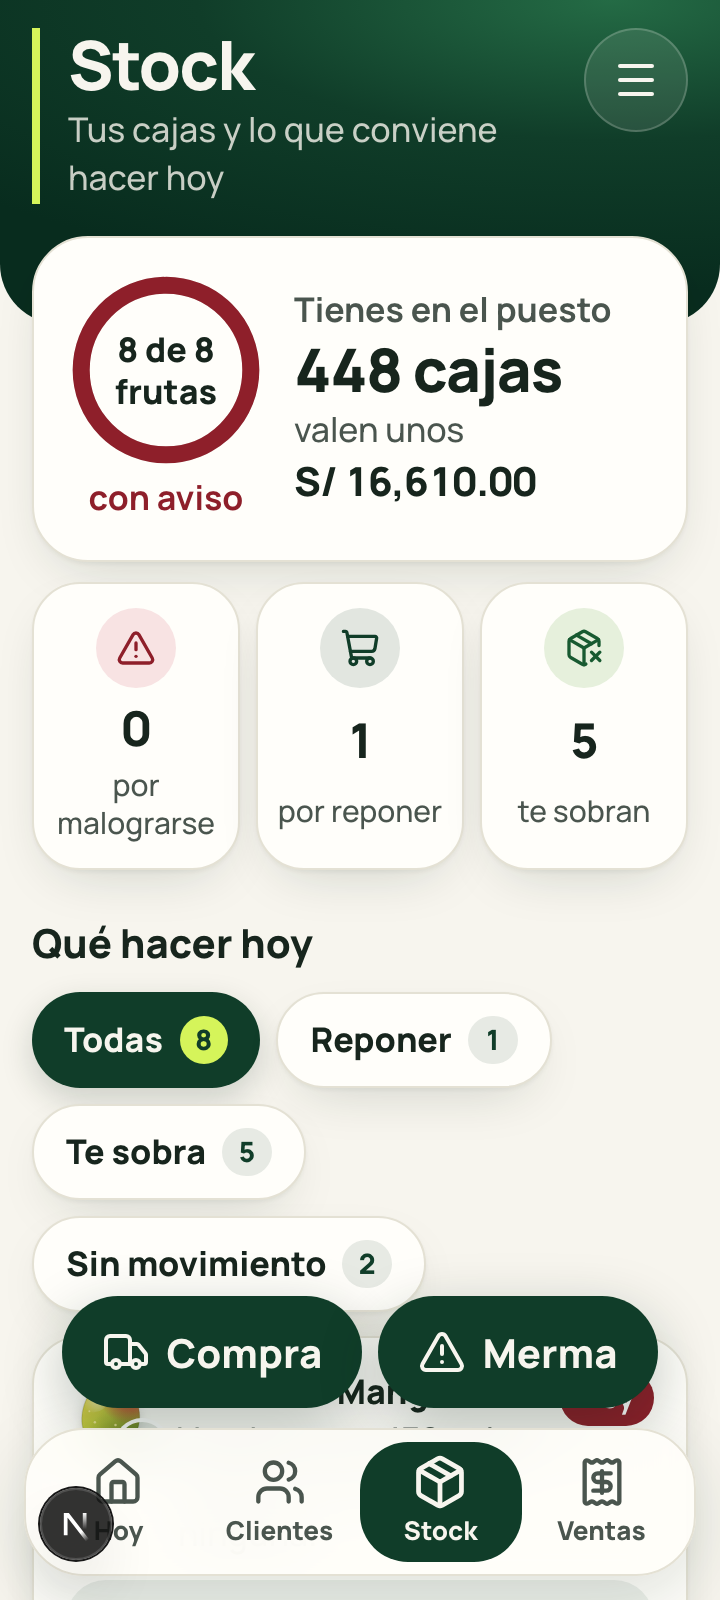 Stock
Tus cajas y lo que conviene
hacer hoy
8 de 8
frutas
con aviso
Tienes en el puesto
448 cajas
valen unos
S/ 16,610.00
0
por
malograrse
1
por reponer
5
te sobran
Qué hacer hoy
Todas 8
Reponer 1
Te sobra 5
Sin movimiento 2
Compra
Merma
N
Hoy
Clientes
Stock
Ventas